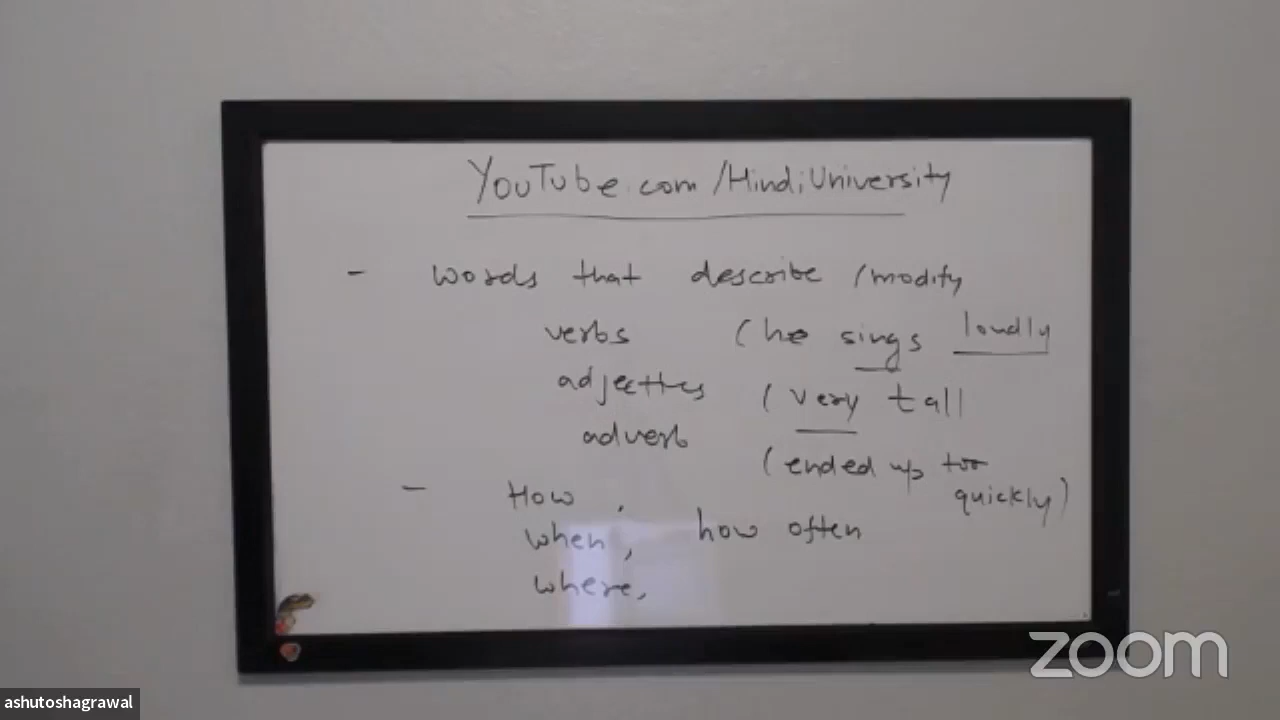 YouTube.com/HindiUniversity
- words that describe /modify
verbs (he sings loudly
adjectives (very tall
adverb (ended up too
quickly)
- How,
when, how often
where,
zoom
ashutoshagrawal